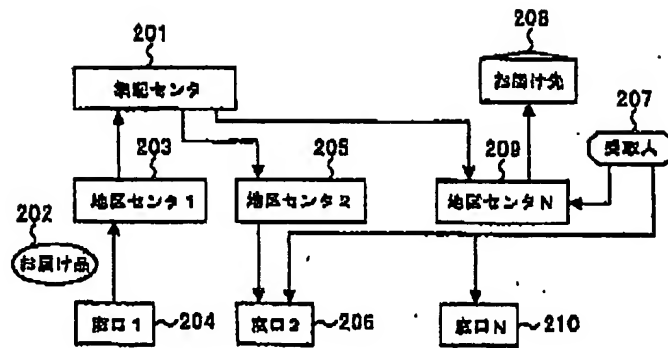 201
208
集配センタ
お届け先
207
203
205
209
受取人
地区センタ1
地区センタ2
地区センタN
202
お届け品
窓口1
204
窓口2
206
窓口N
210